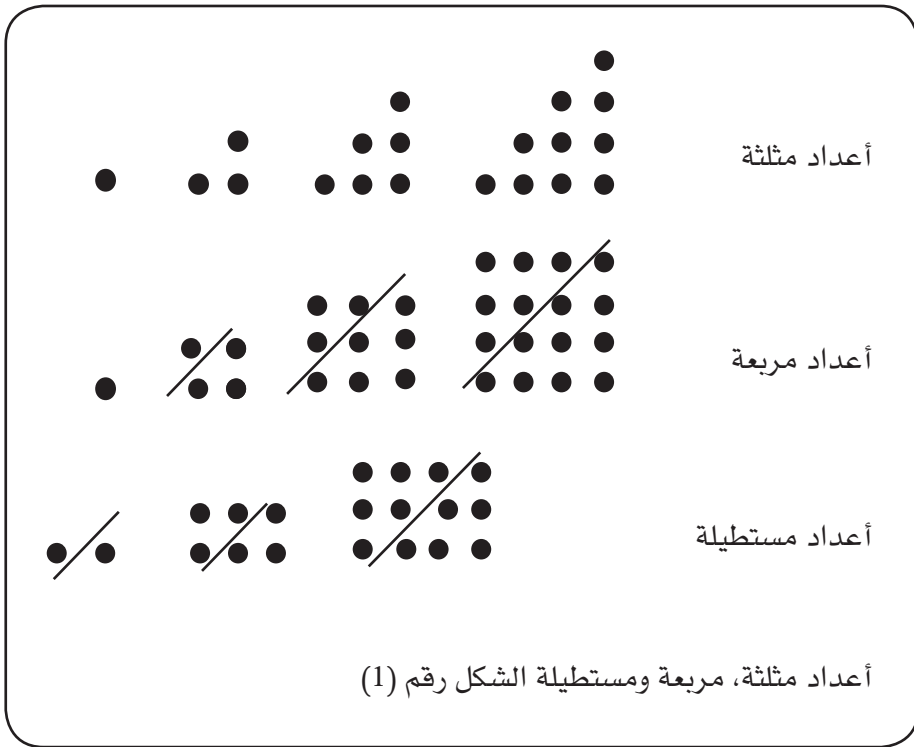 أعداد مثلثة
أعداد مربعة
أعداد مستطيلة
أعداد مثلثة، مربعة ومستطيلة الشكل رقم (1)